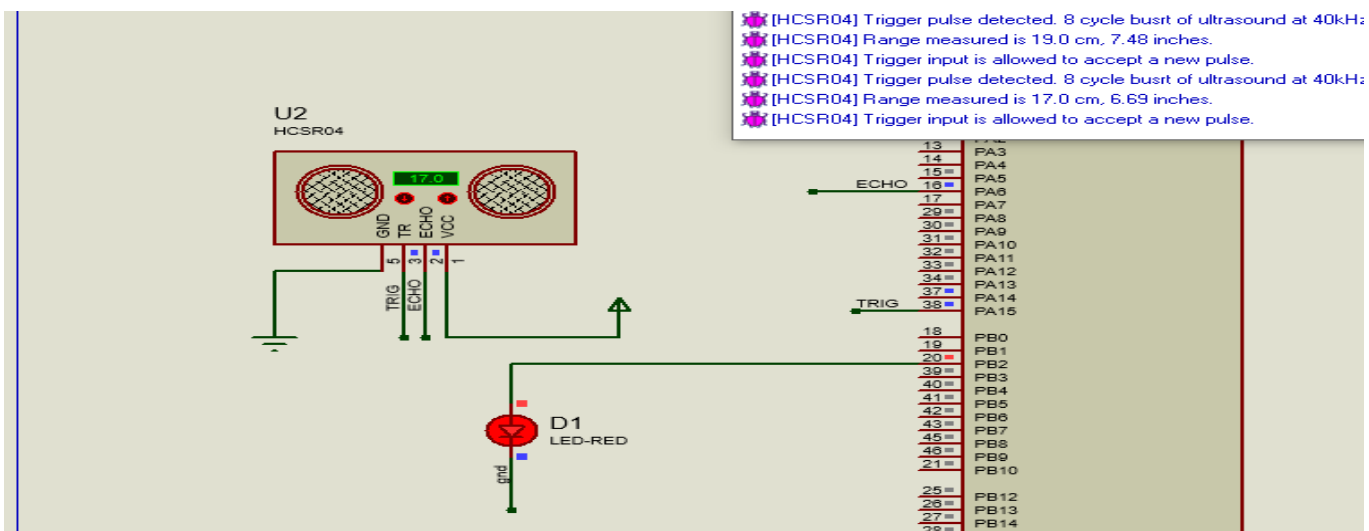 [HCSR04] Trigger pulse detected. 8 cycle busrt of ultrasound at 40kHz
[HCSR04] Range measured is 19.0 cm, 7.48 inches.
[HCSR04] Trigger input is allowed to accept a new pulse.
[HCSR04] Trigger pulse detected. 8 cycle busrt of ultrasound at 40kHz
[HCSR04] Range measured is 17.0 cm, 6.69 inches.
[HCSR04] Trigger input is allowed to accept a new pulse.
U2
HCSR04
17.0
GND
TR
ECHO
VCC
5
3
2
1
TRIG
ECHO
D1
LED-RED
gnd
ECHO
TRIG
13
PA3
14
PA4
15
PA5
16
PA6
17
PA7
29
PA8
30
PA9
31
PA10
32
PA11
33
PA12
34
PA13
37
PA14
38
PA15
18
PB0
19
PB1
20
PB2
39
PB3
40
PB4
41
PB5
42
PB6
43
PB7
45
PB8
46
PB9
21
PB10
25
PB12
26
PB13
27
PB14